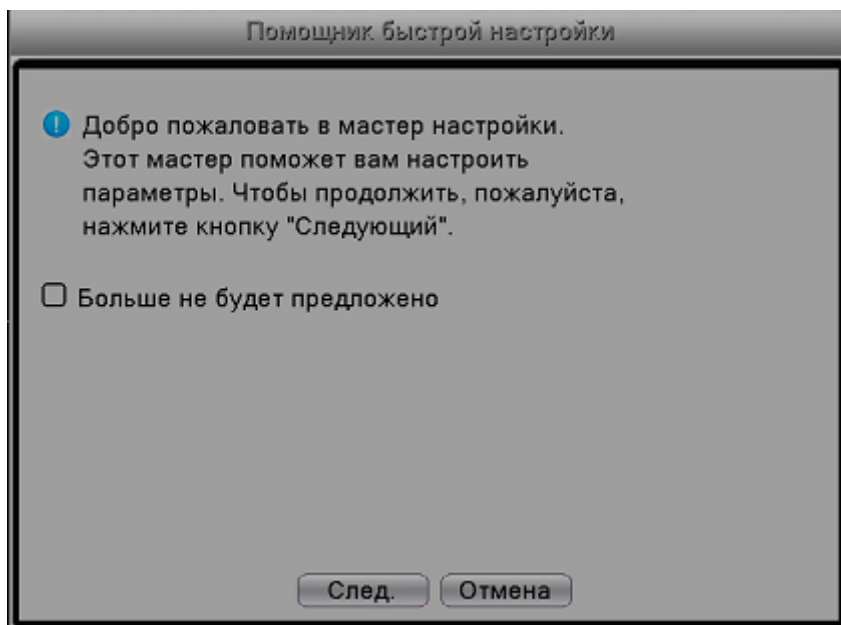 Помощник быстрой настройки
Добро пожаловать в мастер настройки.
Этот мастер поможет вам настроить
параметры. Чтобы продолжить, пожалуйста,
нажмите кнопку "Следующий".
Больше не будет предложено
След. Отмена